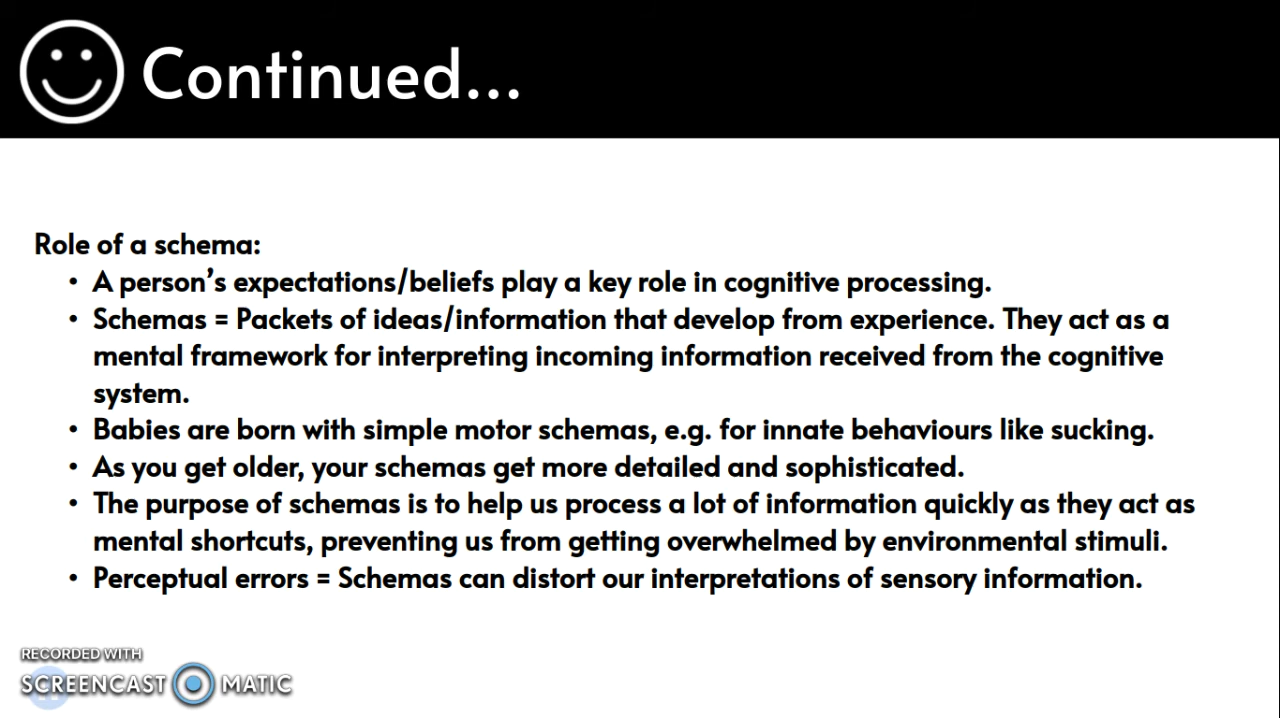 Continued...
Role of a schema:
• A person’s expectations/beliefs play a key role in cognitive processing.
• Schemas = Packets of ideas/information that develop from experience. They act as a
mental framework for interpreting incoming information received from the cognitive
system.
• Babies are born with simple motor schemas, e.g. for innate behaviours like sucking.
• As you get older, your schemas get more detailed and sophisticated.
• The purpose of schemas is to help us process a lot of information quickly as they act as
mental shortcuts, preventing us from getting overwhelmed by environmental stimuli.
• Perceptual errors = Schemas can distort our interpretations of sensory information.
RECORDED WITH
SCREENCAST MATIC